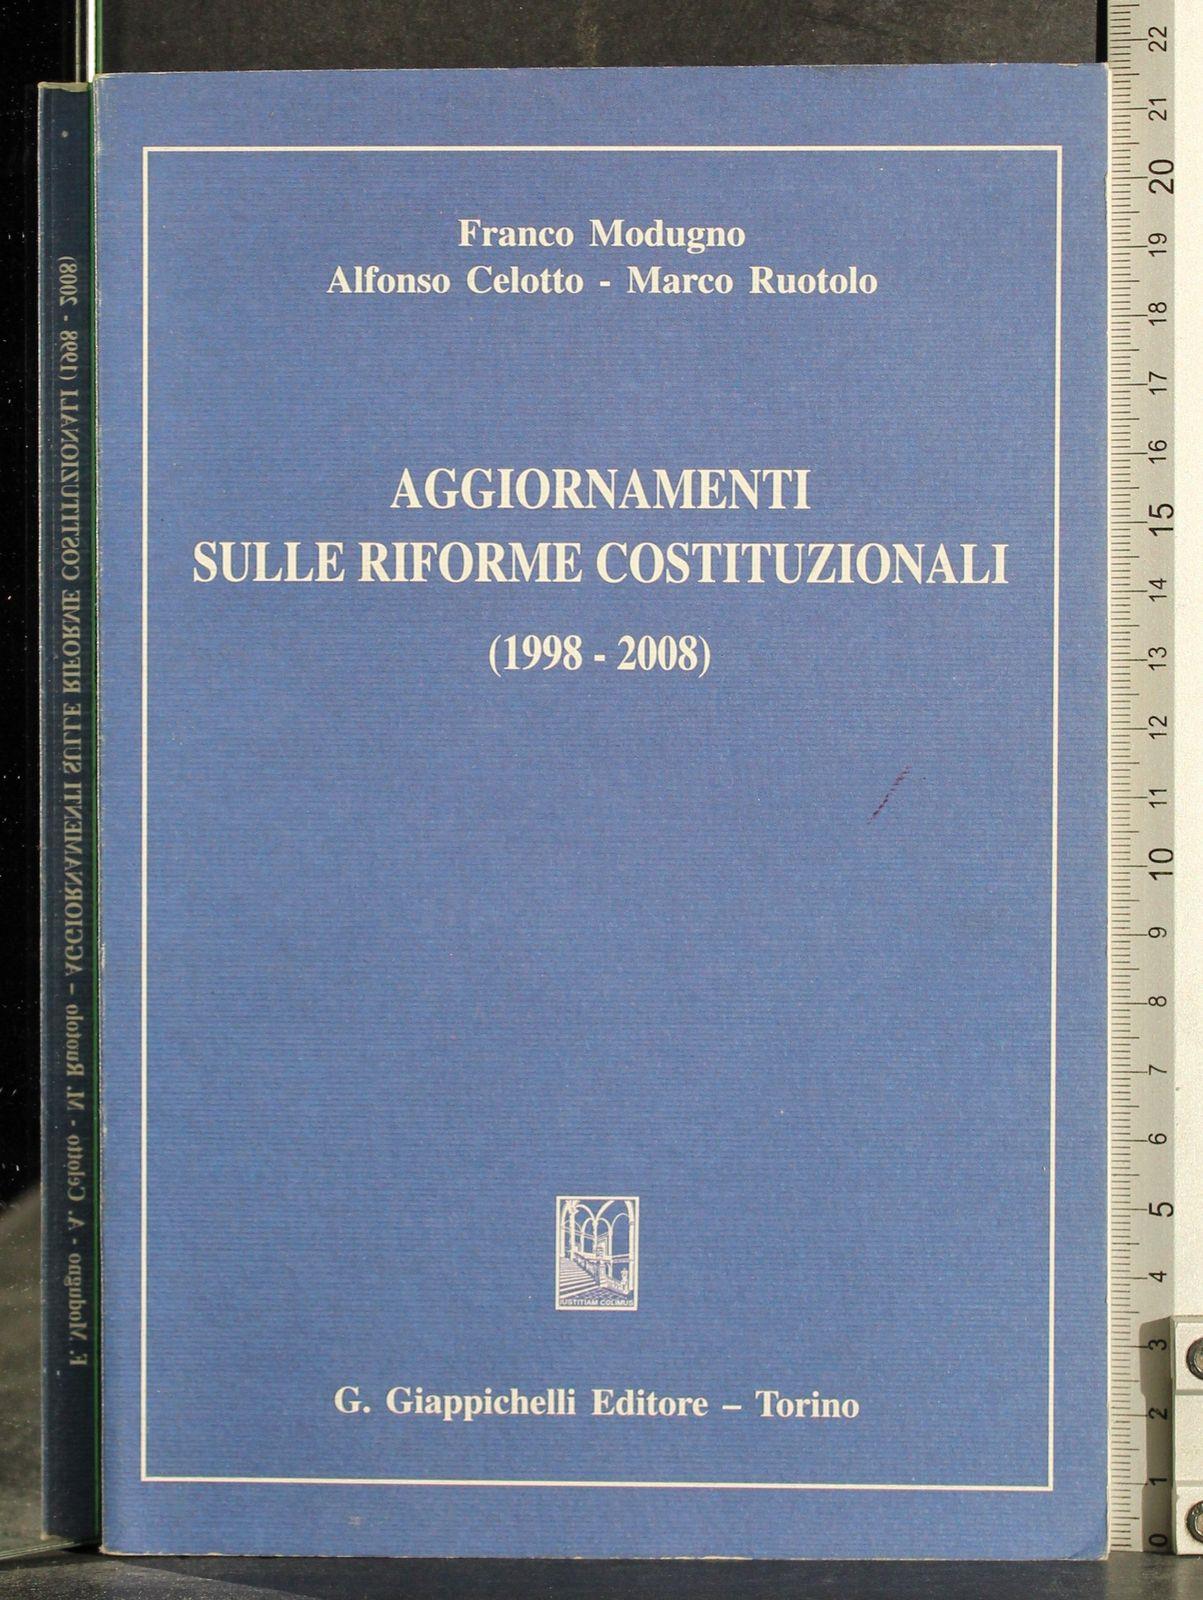 Franco Modugno
Alfonso Celotto - Marco Ruotolo
AGGIORNAMENTI
SULLE RIFORME COSTITUZIONALI
(1998 - 2008)
IUSTITIAM COLIMUS
G. Giappichelli Editore – Torino
F. Modugno - A. Celotto - M. Ruotolo – AGGIORNAMENTI SULLE RIFORME COSTITUZIONALI (1998 - 2008)
22
21
20
19
18
17
16
15
14
13
12
11
10
9
8
7
6
5
4
3
2
1
0